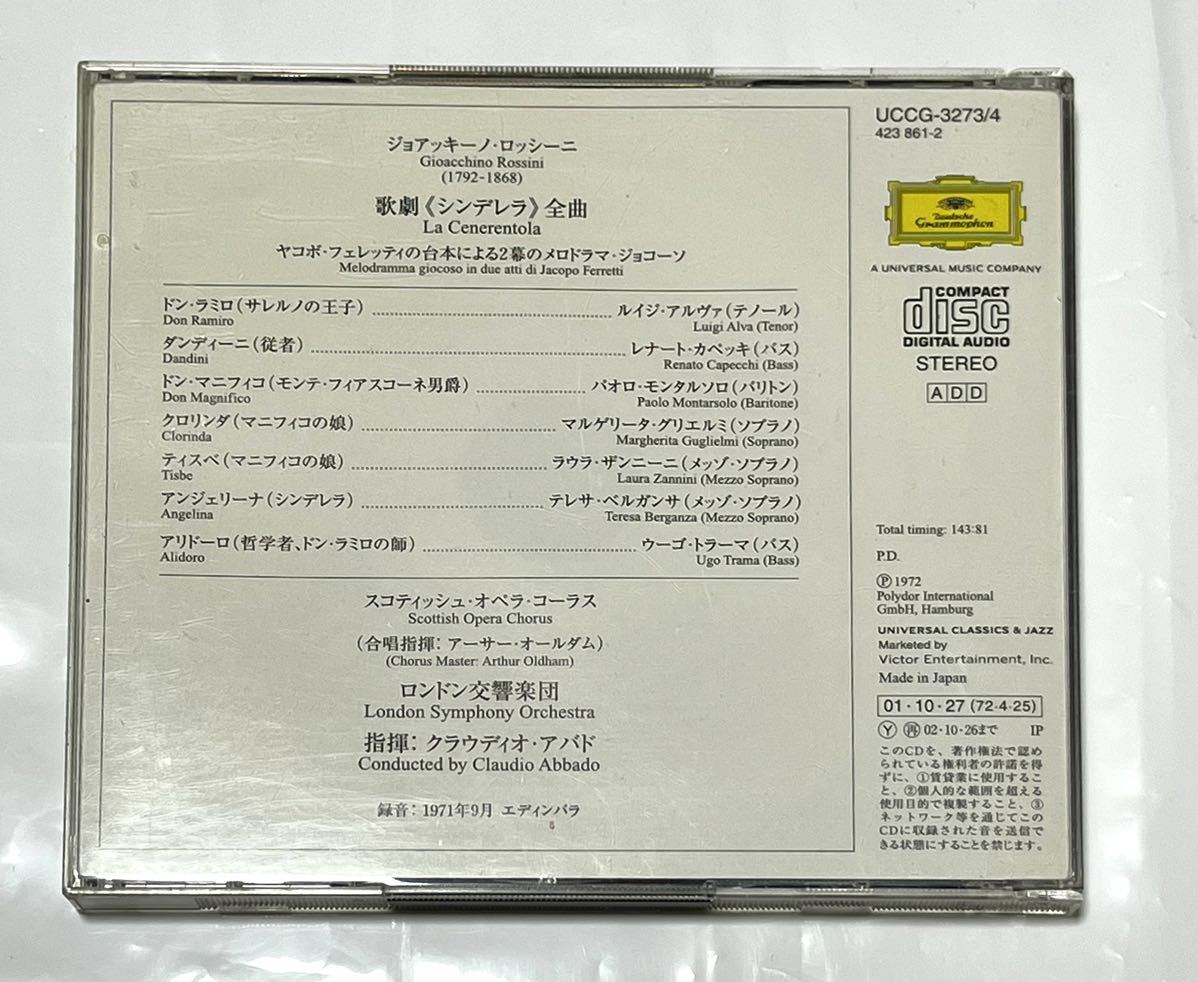 ジョアッキーノ・ロッシーニ
Gioacchino Rossini
(1792-1868)
歌劇《シンデレラ》全曲
La Cenerentola
ヤコボ・フェレッティの台本による2幕のメロドラマ・ジョコーソ
Melodramma giocoso in due atti di Jacopo Ferretti
ドン・ラミロ(サレルノの王子) ルイジ・アルヴァ(テノール)
Don Ramiro Luigi Alva (Tenor)
ダンディーニ(従者) レナート・カペッキ(バス)
Dandini Renato Capecchi (Bass)
ドン・マニフィコ(モンテ・フィアスコーネ男爵) パオロ・モンタルソロ(バリトン)
Don Magnifico Paolo Montarsolo (Baritone)
クロリンダ(マニフィコの娘) マルゲリータ・グリエルミ(ソプラノ)
Clorinda Margherita Guglielmi (Soprano)
ティスベ(マニフィコの娘) ラウラ・ザンニーニ(メッゾ・ソプラノ)
Tisbe Laura Zannini (Mezzo Soprano)
アンジェリーナ(シンデレラ) テレサ・ベルガンサ(メッゾ・ソプラノ)
Angelina Teresa Berganza (Mezzo Soprano)
アリドーロ(哲学者、ドン・ラミロの師) ウーゴ・トラーマ(バス)
Alidoro Ugo Trama (Bass)
スコティッシュ・オペラ・コーラス
Scottish Opera Chorus
(合唱指揮: アーサー・オールダム)
(Chorus Master: Arthur Oldham)
ロンドン交響楽団
London Symphony Orchestra
指揮: クラウディオ・アバド
Conducted by Claudio Abbado
録音: 1971年9月 エディンバラ
UCCG-3273/4
423 861-2
Deutsche
Grammophon
A UNIVERSAL MUSIC COMPANY
COMPACT
disc
DIGITAL AUDIO
STEREO
ADD
Total timing: 143:81
P.D.
Ⓟ 1972
Polydor International
GmbH, Hamburg
UNIVERSAL CLASSICS & JAZZ
Marketed by
Victor Entertainment, Inc.
Made in Japan
01・10・27 (72・4・25)
Ⓨ 再 02・10・26まで IP
このCDを、著作権法で認め
られている権利者の許諾を得
ずに、①賃貸業に使用するこ
と、②個人的な範囲を超える
使用目的で複製すること、③
ネットワーク等を通じてこの
CDに収録された音を送信で
きる状態にすることを禁じます。